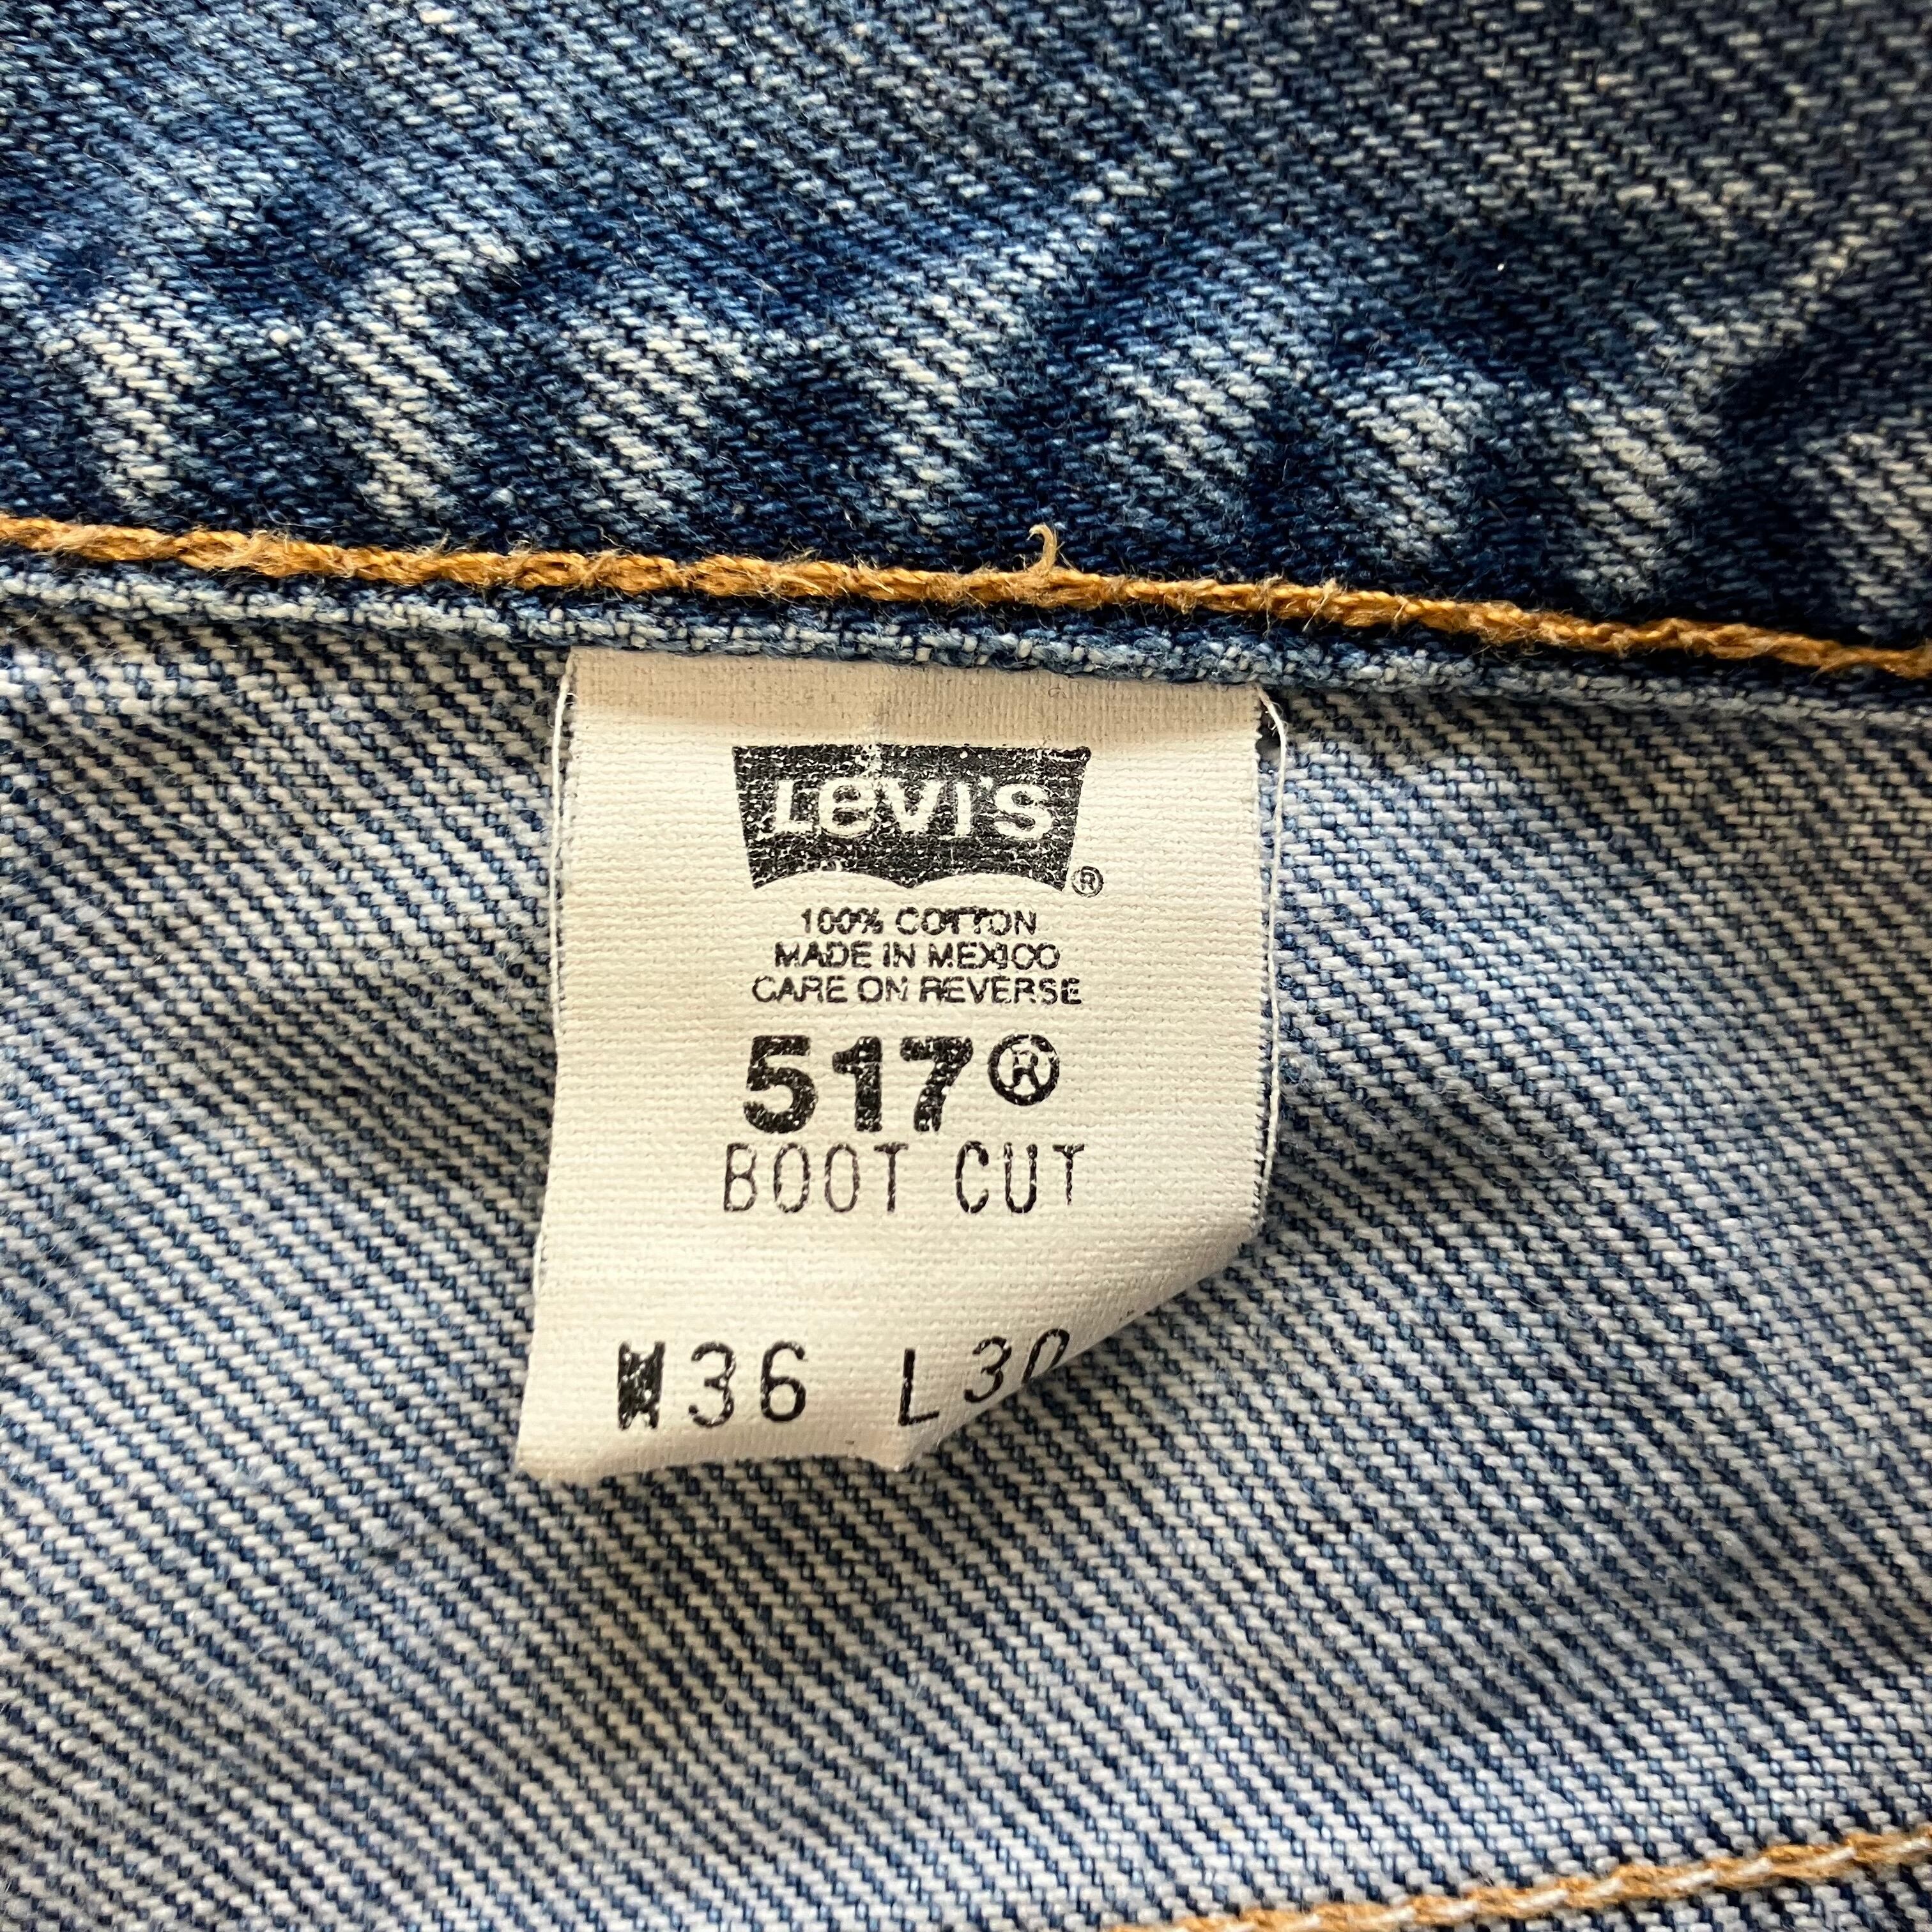 Levi's ®
100% COTTON
MADE IN MEXICO
CARE ON REVERSE
517®
BOOT CUT
W36 L30